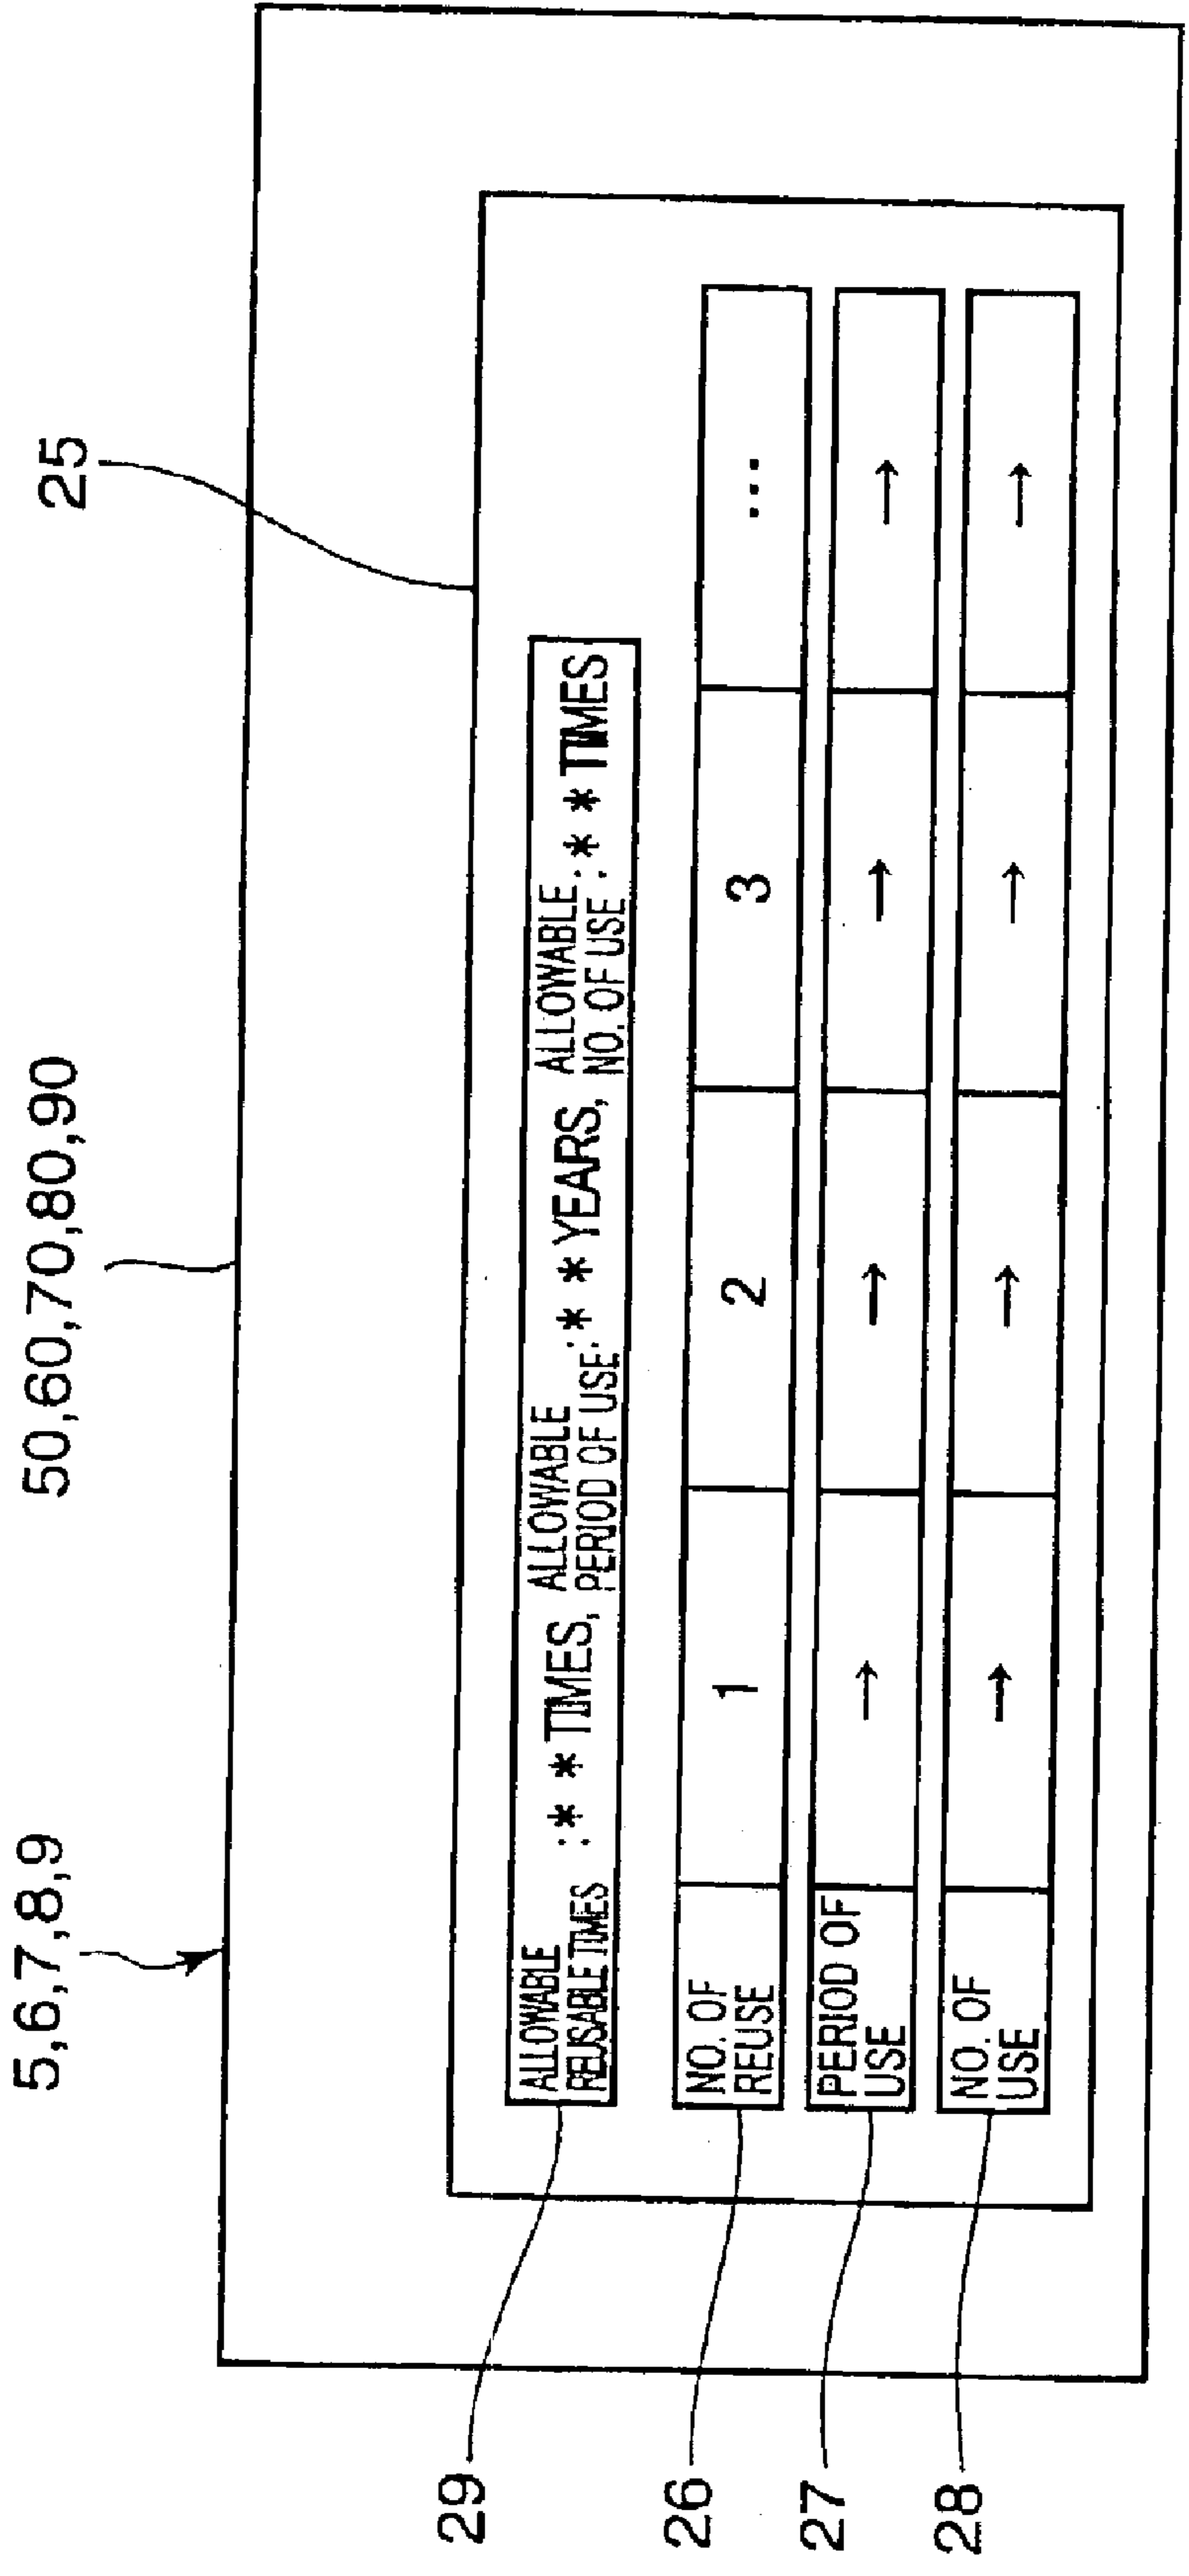 5,6,7,8,9
50,60,70,80,90
25
29
ALLOWABLE REUSABLE TIMES :**TIMES, ALLOWABLE PERIOD OF USE:**YEARS, ALLOWABLE NO. OF USE:**TIMES
26
NO. OF REUSE 1 2 3 ...
27
PERIOD OF USE → → → →
28
NO. OF USE → → → →